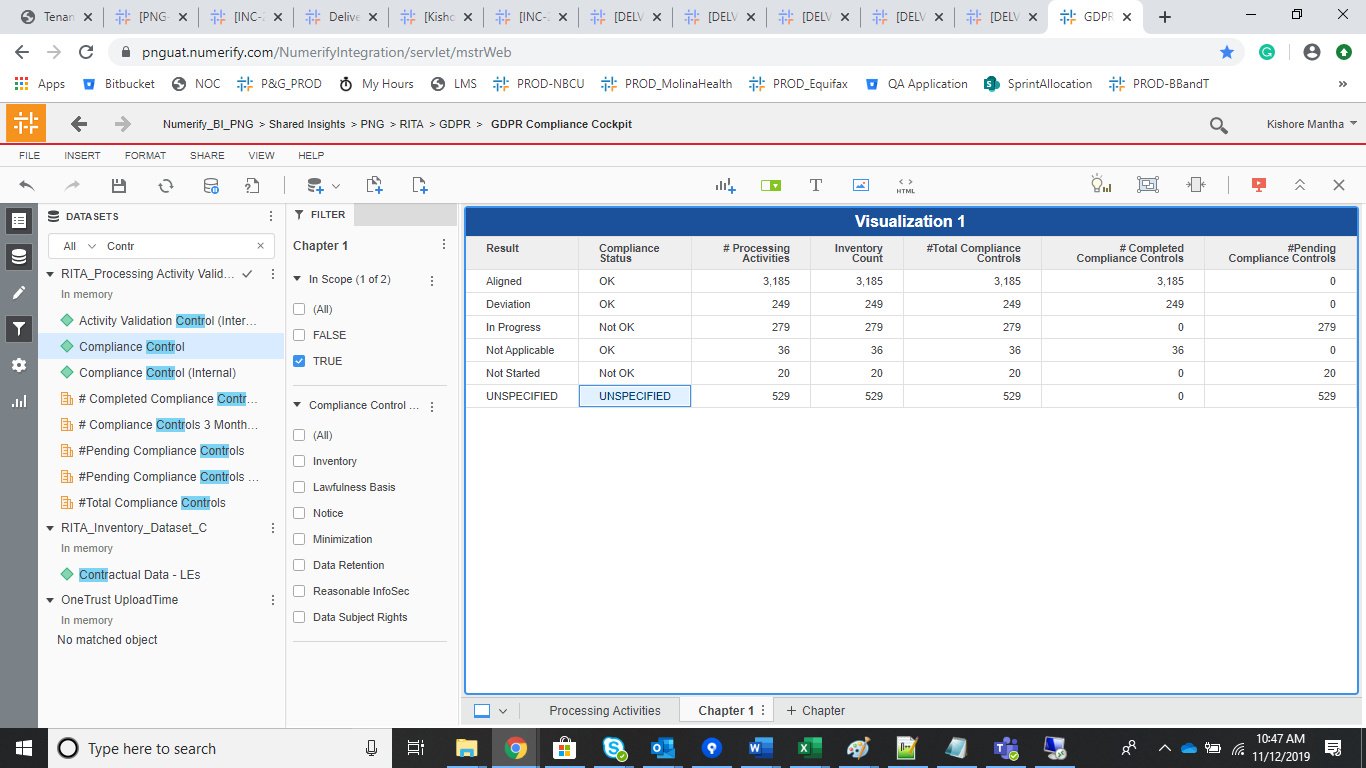 Tenan
[PNG-
[INC-2
Delive
[Kisho
[INC-2
[DELV
[DELV
[DELV
[DELV
[DELV
GDPR
pnguat.numerify.com/NumerifyIntegration/servlet/mstrWeb
Apps Bitbucket NOC P&G_PROD My Hours LMS PROD-NBCU PROD_MolinaHealth PROD_Equifax QA Application SprintAllocation PROD-BBandT »
Numerify_BI_PNG > Shared Insights > PNG > RITA > GDPR > GDPR Compliance Cockpit
Kishore Mantha
FILE INSERT FORMAT SHARE VIEW HELP
HTML
DATASETS
All Contr
RITA_Processing Activity Valid...
In memory
Activity Validation Control (Inter...
Compliance Control
Compliance Control (Internal)
# Completed Compliance Contr...
# Compliance Controls 3 Month...
#Pending Compliance Controls
#Pending Compliance Controls ...
#Total Compliance Controls
RITA_Inventory_Dataset_C
In memory
Contractual Data - LEs
OneTrust UploadTime
In memory
No matched object
FILTER
Chapter 1
In Scope (1 of 2)
(All)
FALSE
TRUE
Compliance Control ...
(All)
Inventory
Lawfulness Basis
Notice
Minimization
Data Retention
Reasonable InfoSec
Data Subject Rights
Visualization 1
Result Compliance Status # Processing Activities Inventory Count #Total Compliance Controls # Completed Compliance Controls #Pending Compliance Controls
Aligned OK 3,185 3,185 3,185 3,185 0
Deviation OK 249 249 249 249 0
In Progress Not OK 279 279 279 0 279
Not Applicable OK 36 36 36 36 0
Not Started Not OK 20 20 20 0 20
UNSPECIFIED UNSPECIFIED 529 529 529 0 529
Processing Activities Chapter 1 + Chapter
Type here to search
10:47 AM
11/12/2019